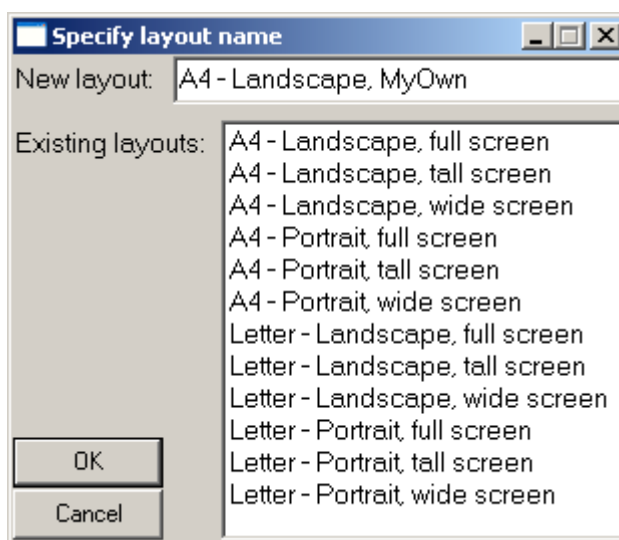 Specify layout name
New layout: A4 - Landscape, MyOwn
Existing layouts:
A4 - Landscape, full screen
A4 - Landscape, tall screen
A4 - Landscape, wide screen
A4 - Portrait, full screen
A4 - Portrait, tall screen
A4 - Portrait, wide screen
Letter - Landscape, full screen
Letter - Landscape, tall screen
Letter - Landscape, wide screen
Letter - Portrait, full screen
Letter - Portrait, tall screen
Letter - Portrait, wide screen
OK
Cancel